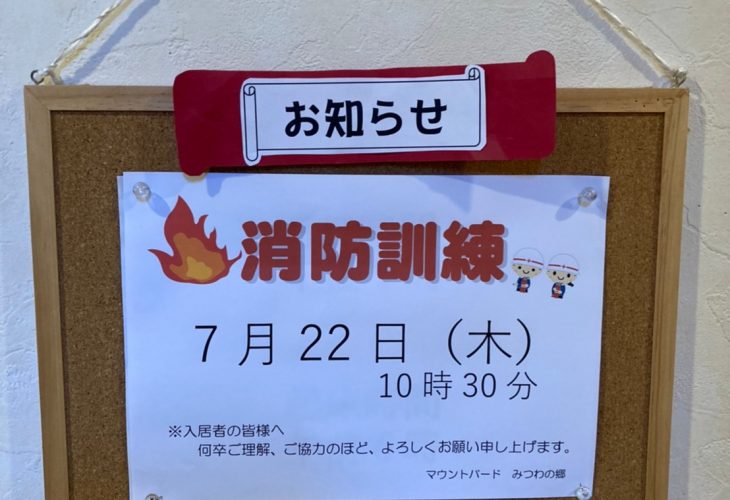 お知らせ
消防訓練
7月22日（木）
10時30分
※入居者の皆様へ
何卒ご理解、ご協力のほど、よろしくお願い申し上げます。
マウントバード　みつわの郷